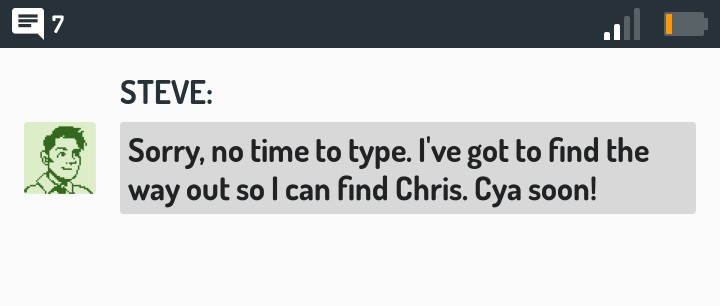 7
STEVE:
Sorry, no time to type. I've got to find the
way out so I can find Chris. Cya soon!